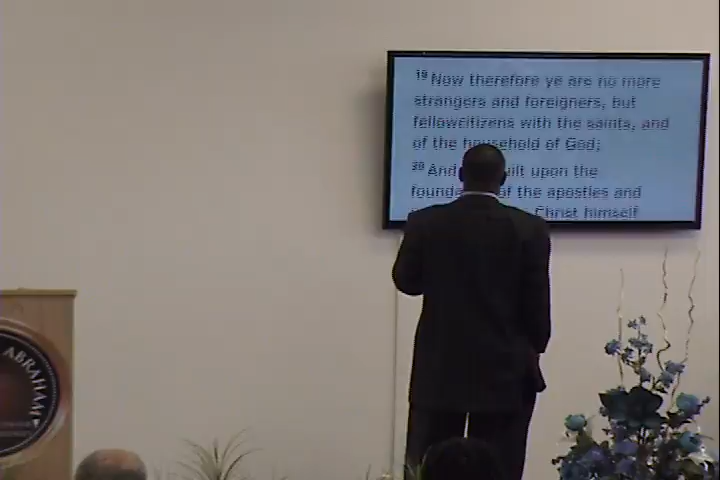 19 Now therefore ye are no more
strangers and foreigners, but
fellowcitizens with the saints, and
of the household of God;
20 And uilt upon the
founda of the apostles and
Christ himself
ABRAHAM